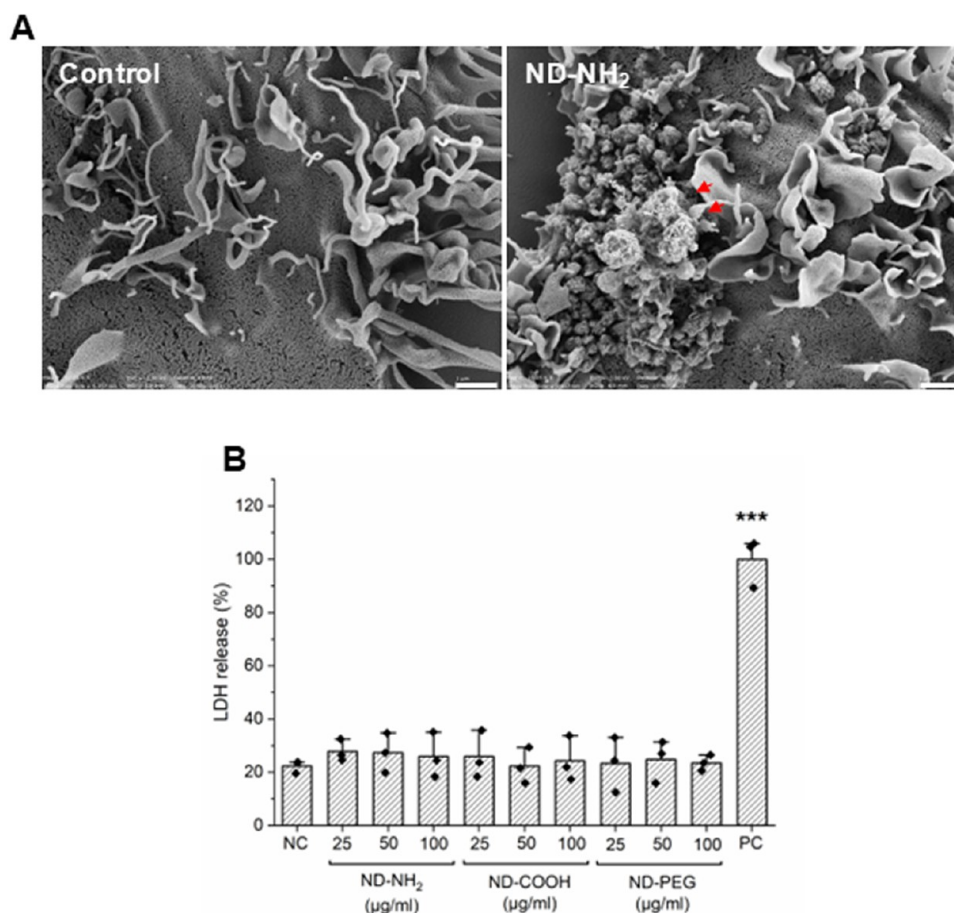 A
Control
ND-NH₂
B
120
100
80
60
40
20
0
LDH release (%)
***
NC 25 50 100 25 50 100 25 50 100 PC
ND-NH₂ ND-COOH ND-PEG
(µg/ml) (µg/ml) (µg/ml)